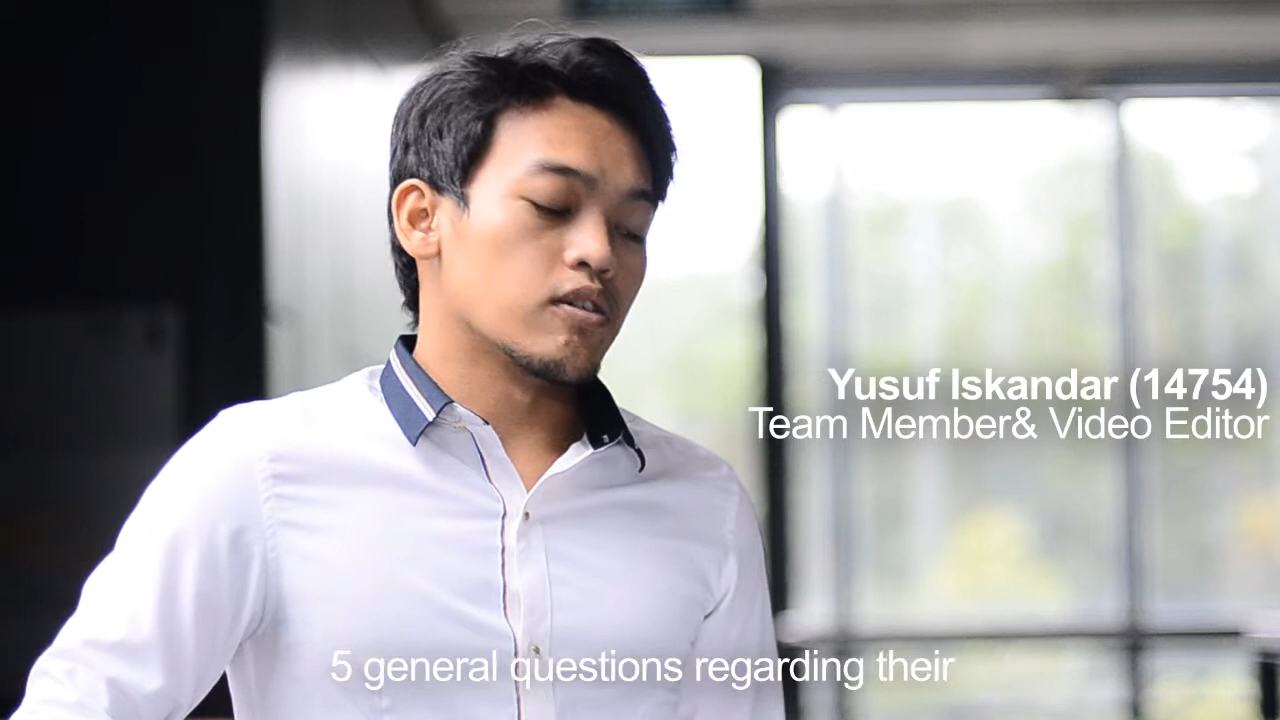 Yusuf Iskandar (14754)
Team Member& Video Editor
5 general questions regarding their